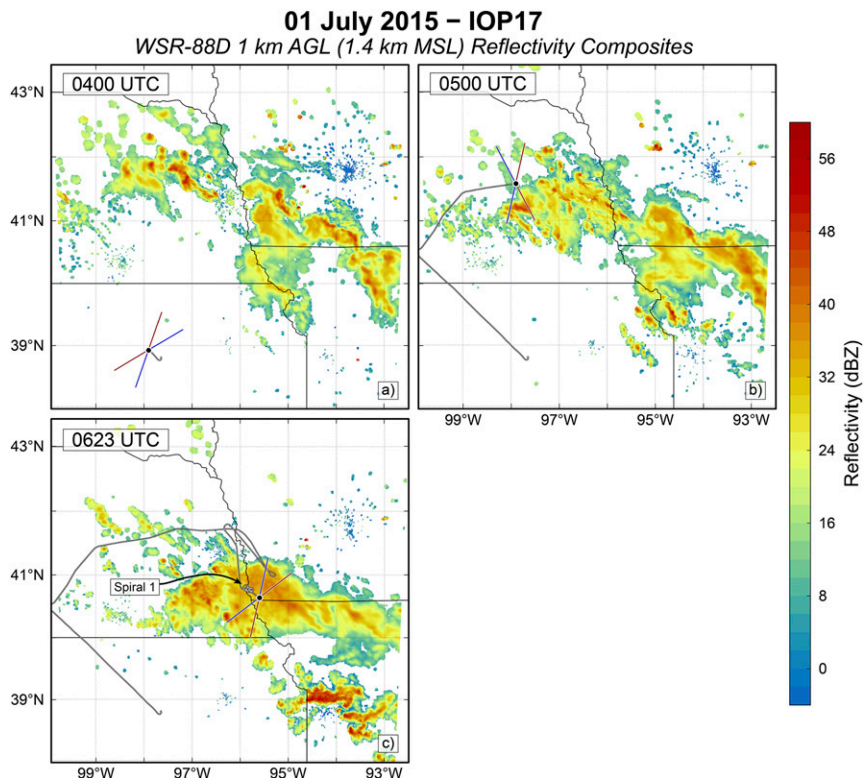 01 July 2015 − IOP17
WSR-88D 1 km AGL (1.4 km MSL) Reflectivity Composites
0400 UTC
43°N
41°N
39°N
a)
0500 UTC
99°W 97°W 95°W 93°W
b)
0623 UTC
43°N
41°N
39°N
Spiral 1
99°W 97°W 95°W 93°W
c)
56
48
40
32
24
16
8
0
Reflectivity (dBZ)